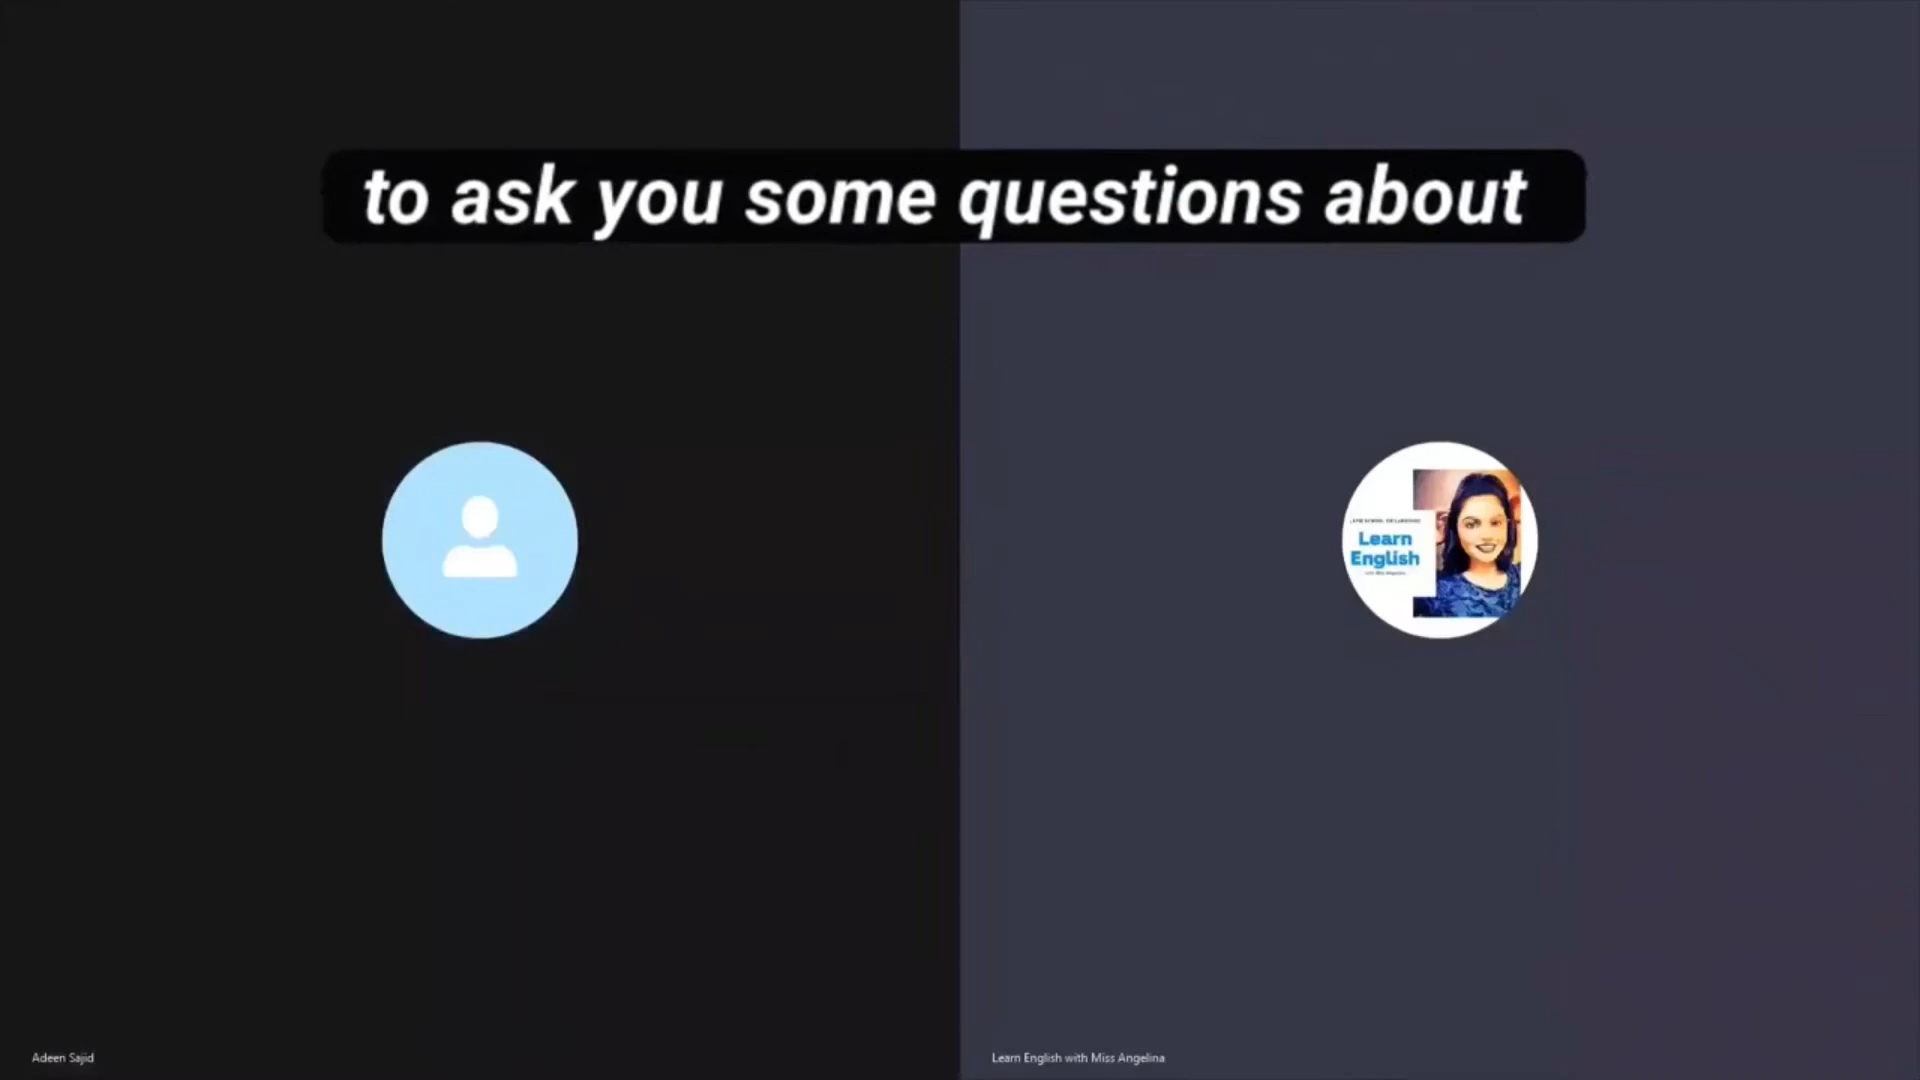 to ask you some questions about
Learn
English
Adeen Sajid
Learn English with Miss Angelina